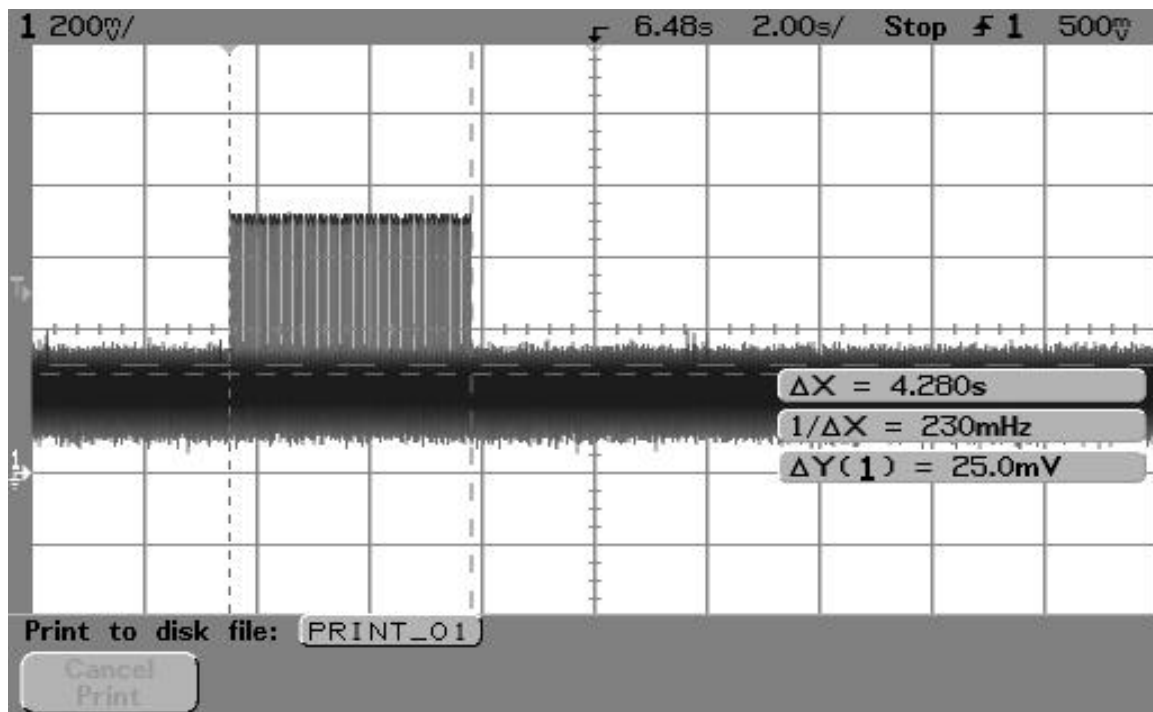 1 200mV/ 6.48s 2.00s/ Stop 1 500mV
T
ΔX = 4.280s
1/ΔX = 230mHz
1
ΔY(1) = 25.0mV
Print to disk file: PRINT_01
Cancel
Print